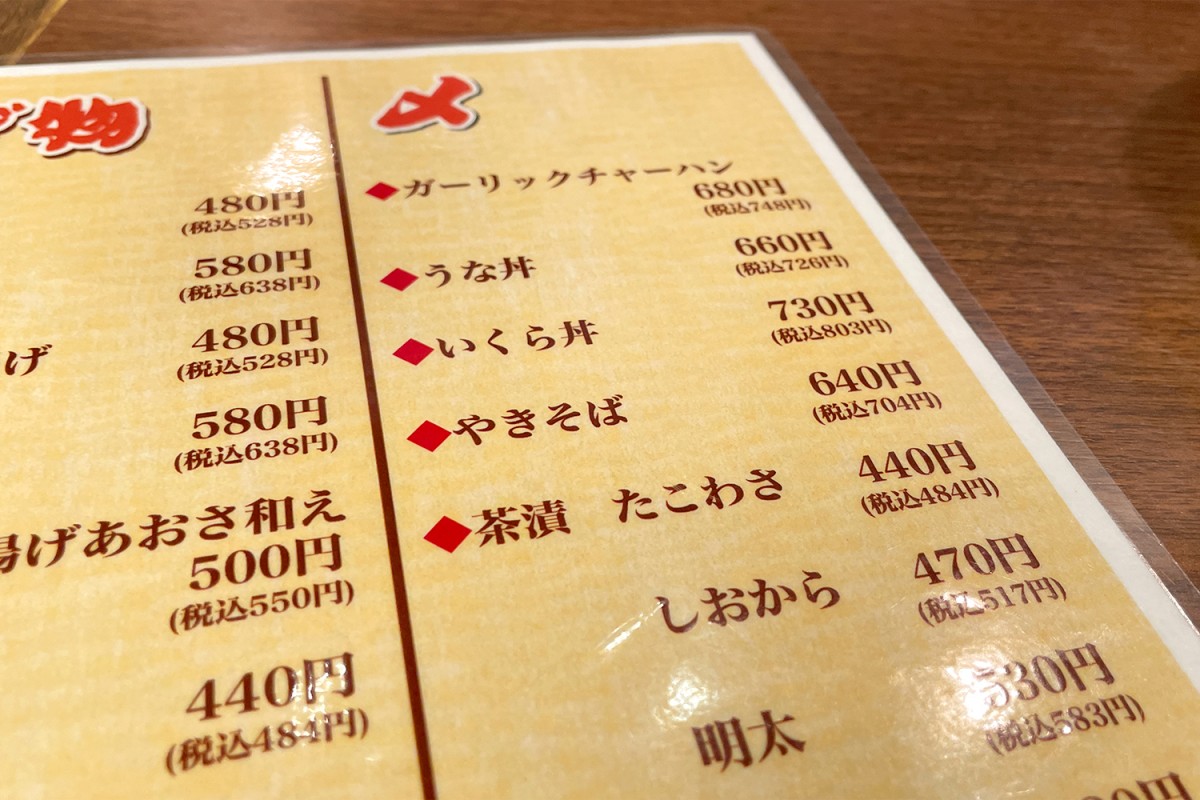 物
480円
(税込528円)
580円
(税込638円)
げ
480円
(税込528円)
580円
(税込638円)
揚げあおさ和え
500円
(税込550円)
440円
(税込484円)
〆
◆ガーリックチャーハン
680円
(税込748円)
◆うな丼
660円
(税込726円)
◆いくら丼
730円
(税込803円)
◆やきそば
640円
(税込704円)
◆茶漬 たこわさ
440円
(税込484円)
しおから
470円
(税込517円)
明太
530円
(税込583円)